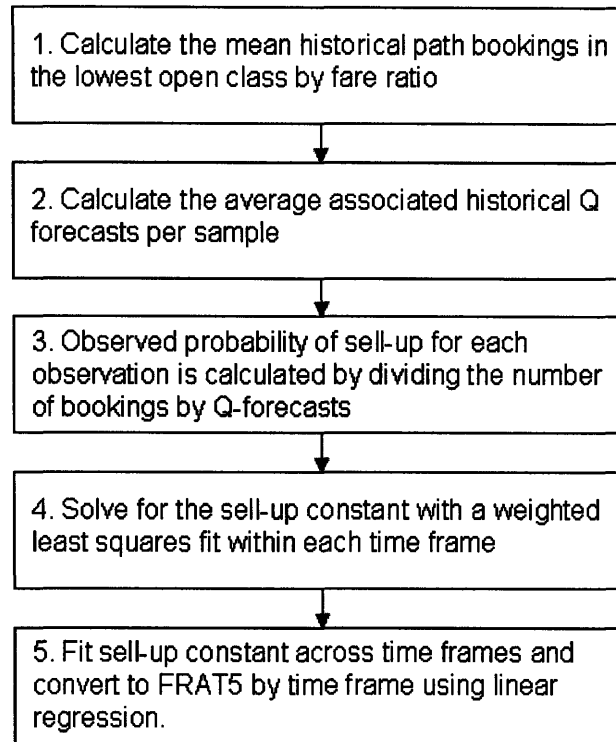 1. Calculate the mean historical path bookings in
the lowest open class by fare ratio
2. Calculate the average associated historical Q
forecasts per sample
3. Observed probability of sell-up for each
observation is calculated by dividing the number
of bookings by Q-forecasts
4. Solve for the sell-up constant with a weighted
least squares fit within each time frame
5. Fit sell-up constant across time frames and
convert to FRAT5 by time frame using linear
regression.